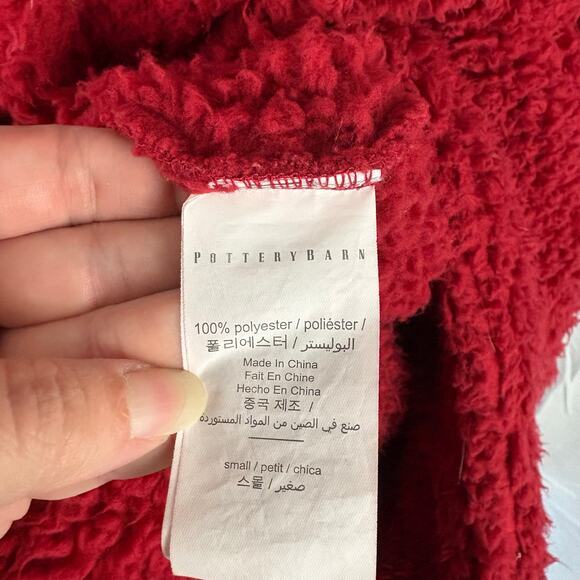 POTTERYBARN
100% polyester / poliéster /
폴리에스터 / البوليستر
Made In China
Fait En Chine
Hecho En China
중국 제조 /
صنع في الصين من المواد المستوردة
small / petit / chica
스몰 / صغير